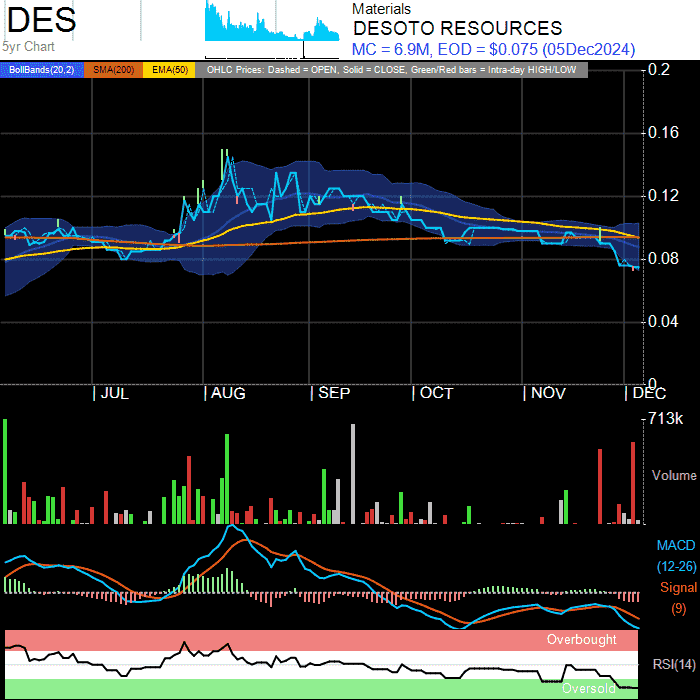 DES
5yr Chart
Materials
DESOTO RESOURCES
MC = 6.9M, EOD = $0.075 (05Dec2024)
BollBands(20,2) SMA(200) EMA(50) OHLC Prices: Dashed = OPEN, Solid = CLOSE, Green/Red bars = Intra-day HIGH/LOW
0.2
0.16
0.12
0.08
0.04
0
| JUL | AUG | SEP | OCT | NOV | DEC
713k
Volume
MACD
(12-26)
Signal
(9)
Overbought
RSI(14)
Oversold